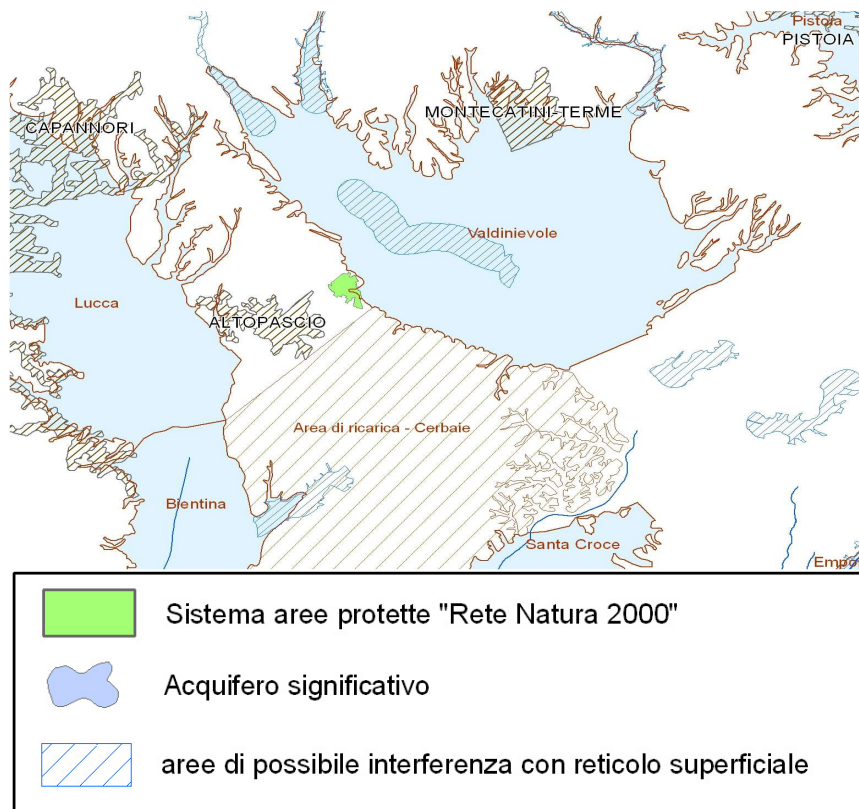 Pistoia
PISTOIA
MONTECATINI-TERME
CAPANNORI
Valdinievole
Lucca
ALTOPASCIO
Area di ricarica - Cerbaie
Bientina
Santa Croce
Sistema aree protette "Rete Natura 2000"
Acquifero significativo
aree di possibile interferenza con reticolo superficiale